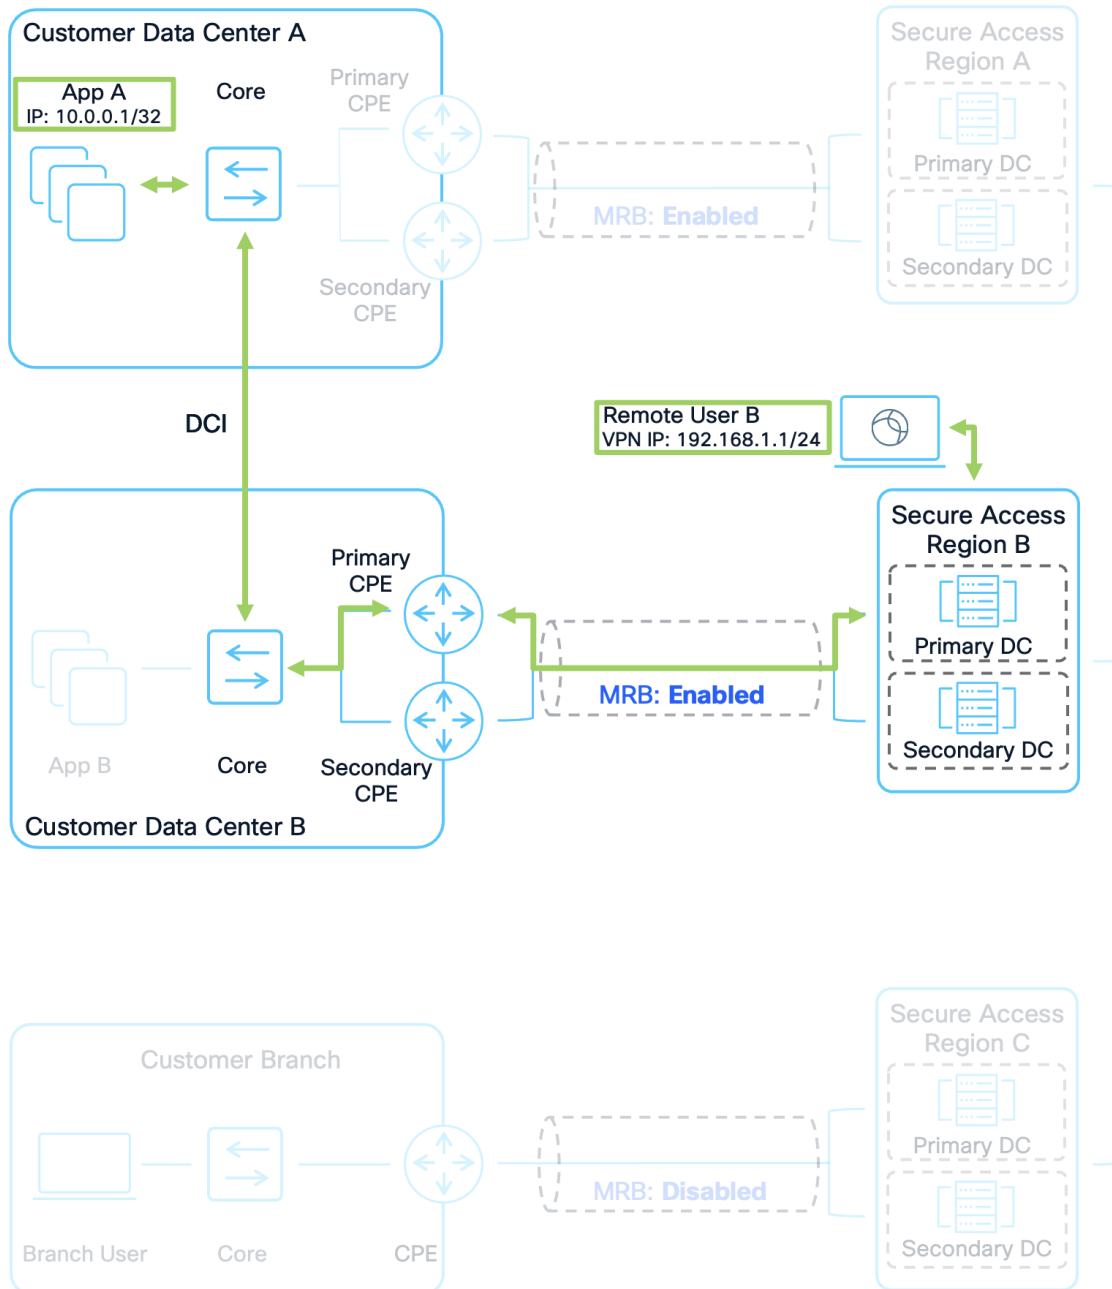 Customer Data Center A
App A
IP: 10.0.0.1/32
Core
Primary
CPE
Secondary
CPE
MRB: Enabled
Secure Access
Region A
Primary DC
Secondary DC
DCI
Remote User B
VPN IP: 192.168.1.1/24
Primary
CPE
App B
Core
Secondary
CPE
Customer Data Center B
MRB: Enabled
Secure Access
Region B
Primary DC
Secondary DC
Customer Branch
Branch User
Core
CPE
MRB: Disabled
Secure Access
Region C
Primary DC
Secondary DC